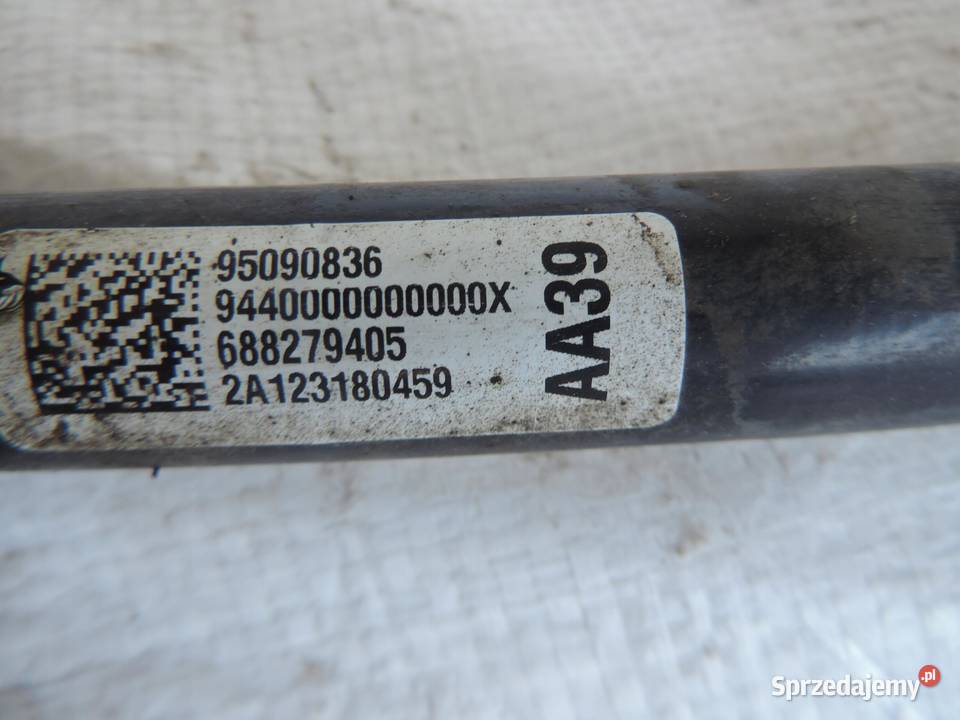 95090836
9440000000000X
688279405
2A123180459
AA39
Sprzedajemy.pl